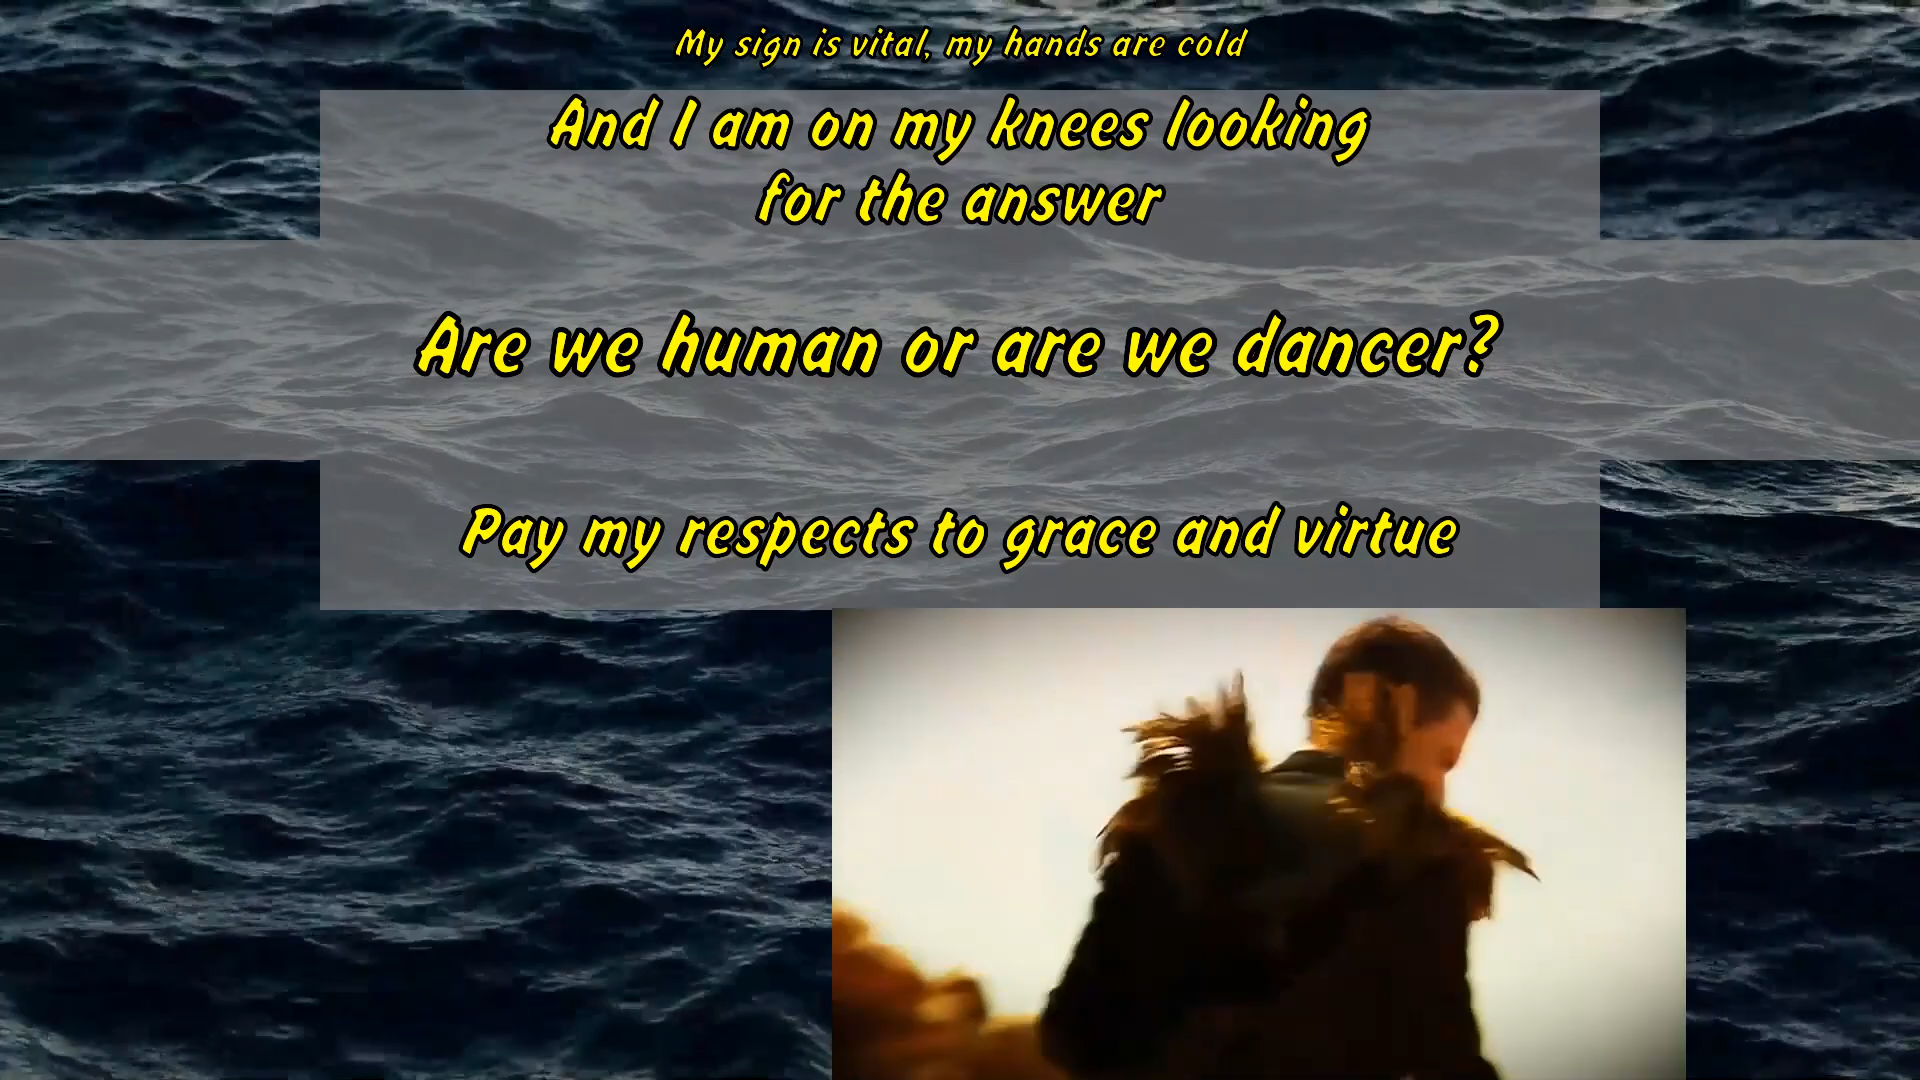 My sign is vital, my hands are cold
And I am on my knees looking
for the answer
Are we human or are we dancer?
Pay my respects to grace and virtue